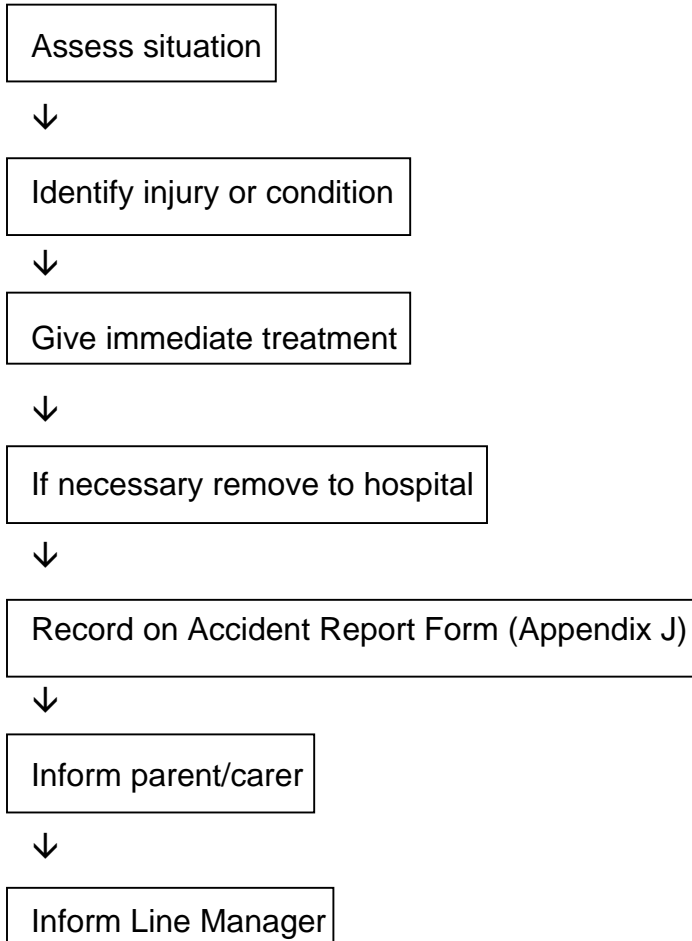 Assess situation
↓
Identify injury or condition
↓
Give immediate treatment
↓
If necessary remove to hospital
↓
Record on Accident Report Form (Appendix J)
↓
Inform parent/carer
↓
Inform Line Manager